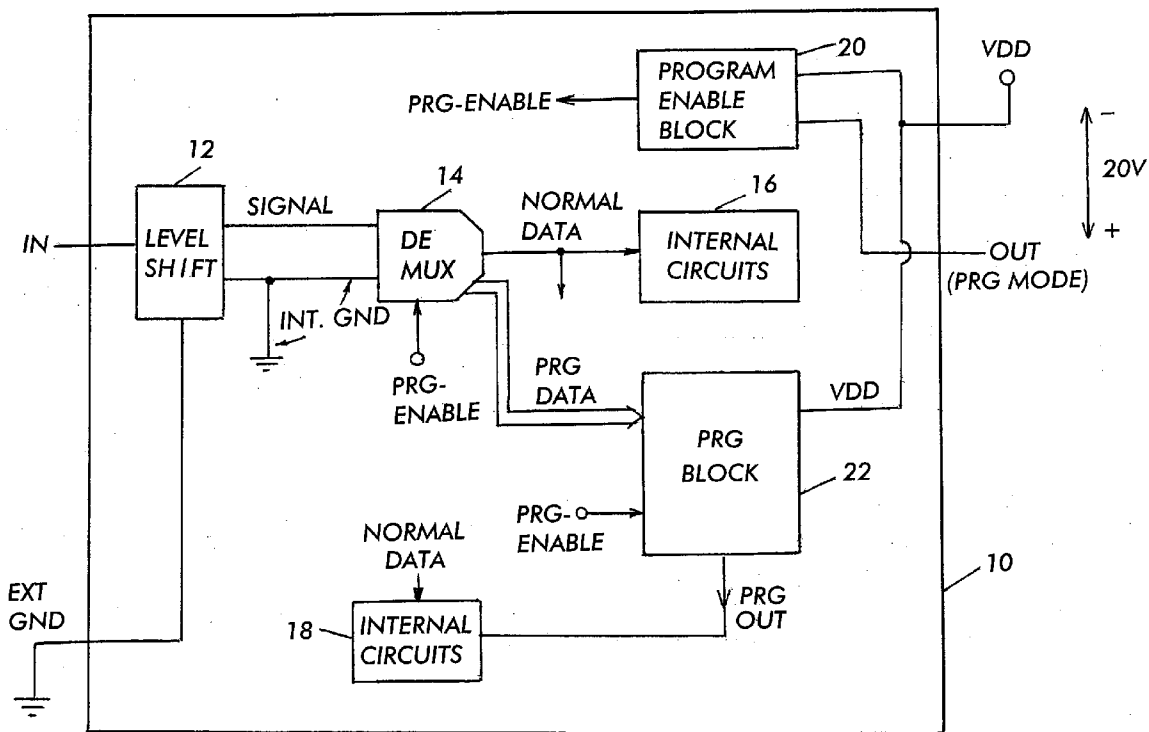 20
VDD
PROGRAM
ENABLE
BLOCK
PRG-ENABLE
−
20V
+
12
14
16
SIGNAL
NORMAL
DATA
IN
LEVEL
SHIFT
DE
MUX
INTERNAL
CIRCUITS
OUT
(PRG MODE)
INT. GND
PRG-
ENABLE
PRG
DATA
VDD
PRG
BLOCK
22
PRG-
ENABLE
NORMAL
DATA
10
EXT
GND
PRG
OUT
18
INTERNAL
CIRCUITS